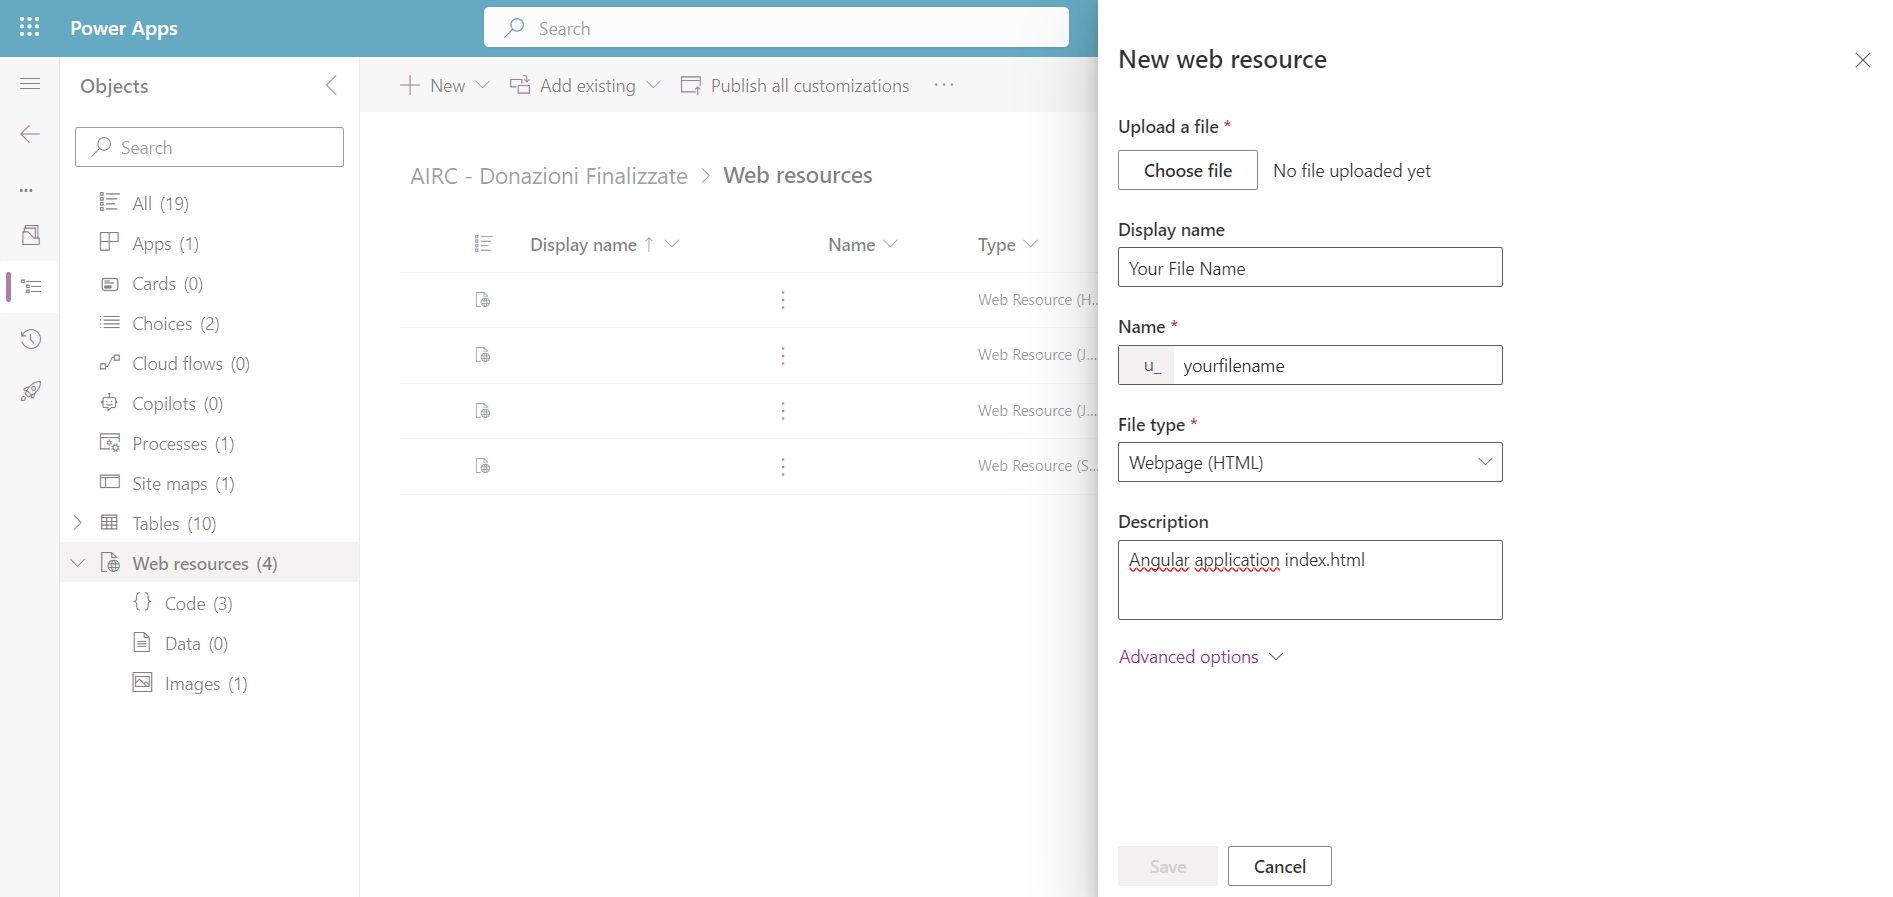 Power Apps
Search
Objects
Search
All (19)
Apps (1)
Cards (0)
Choices (2)
Cloud flows (0)
Copilots (0)
Processes (1)
Site maps (1)
Tables (10)
Web resources (4)
Code (3)
Data (0)
Images (1)
New
Add existing
Publish all customizations
AIRC - Donazioni Finalizzate > Web resources
Display name ↑
Name
Type
Web Resource (H...
Web Resource (J...
Web Resource (J...
Web Resource (S...
New web resource
Upload a file *
Choose file
No file uploaded yet
Display name
Your File Name
Name *
u_
yourfilename
File type *
Webpage (HTML)
Description
Angular application index.html
Advanced options
Save
Cancel